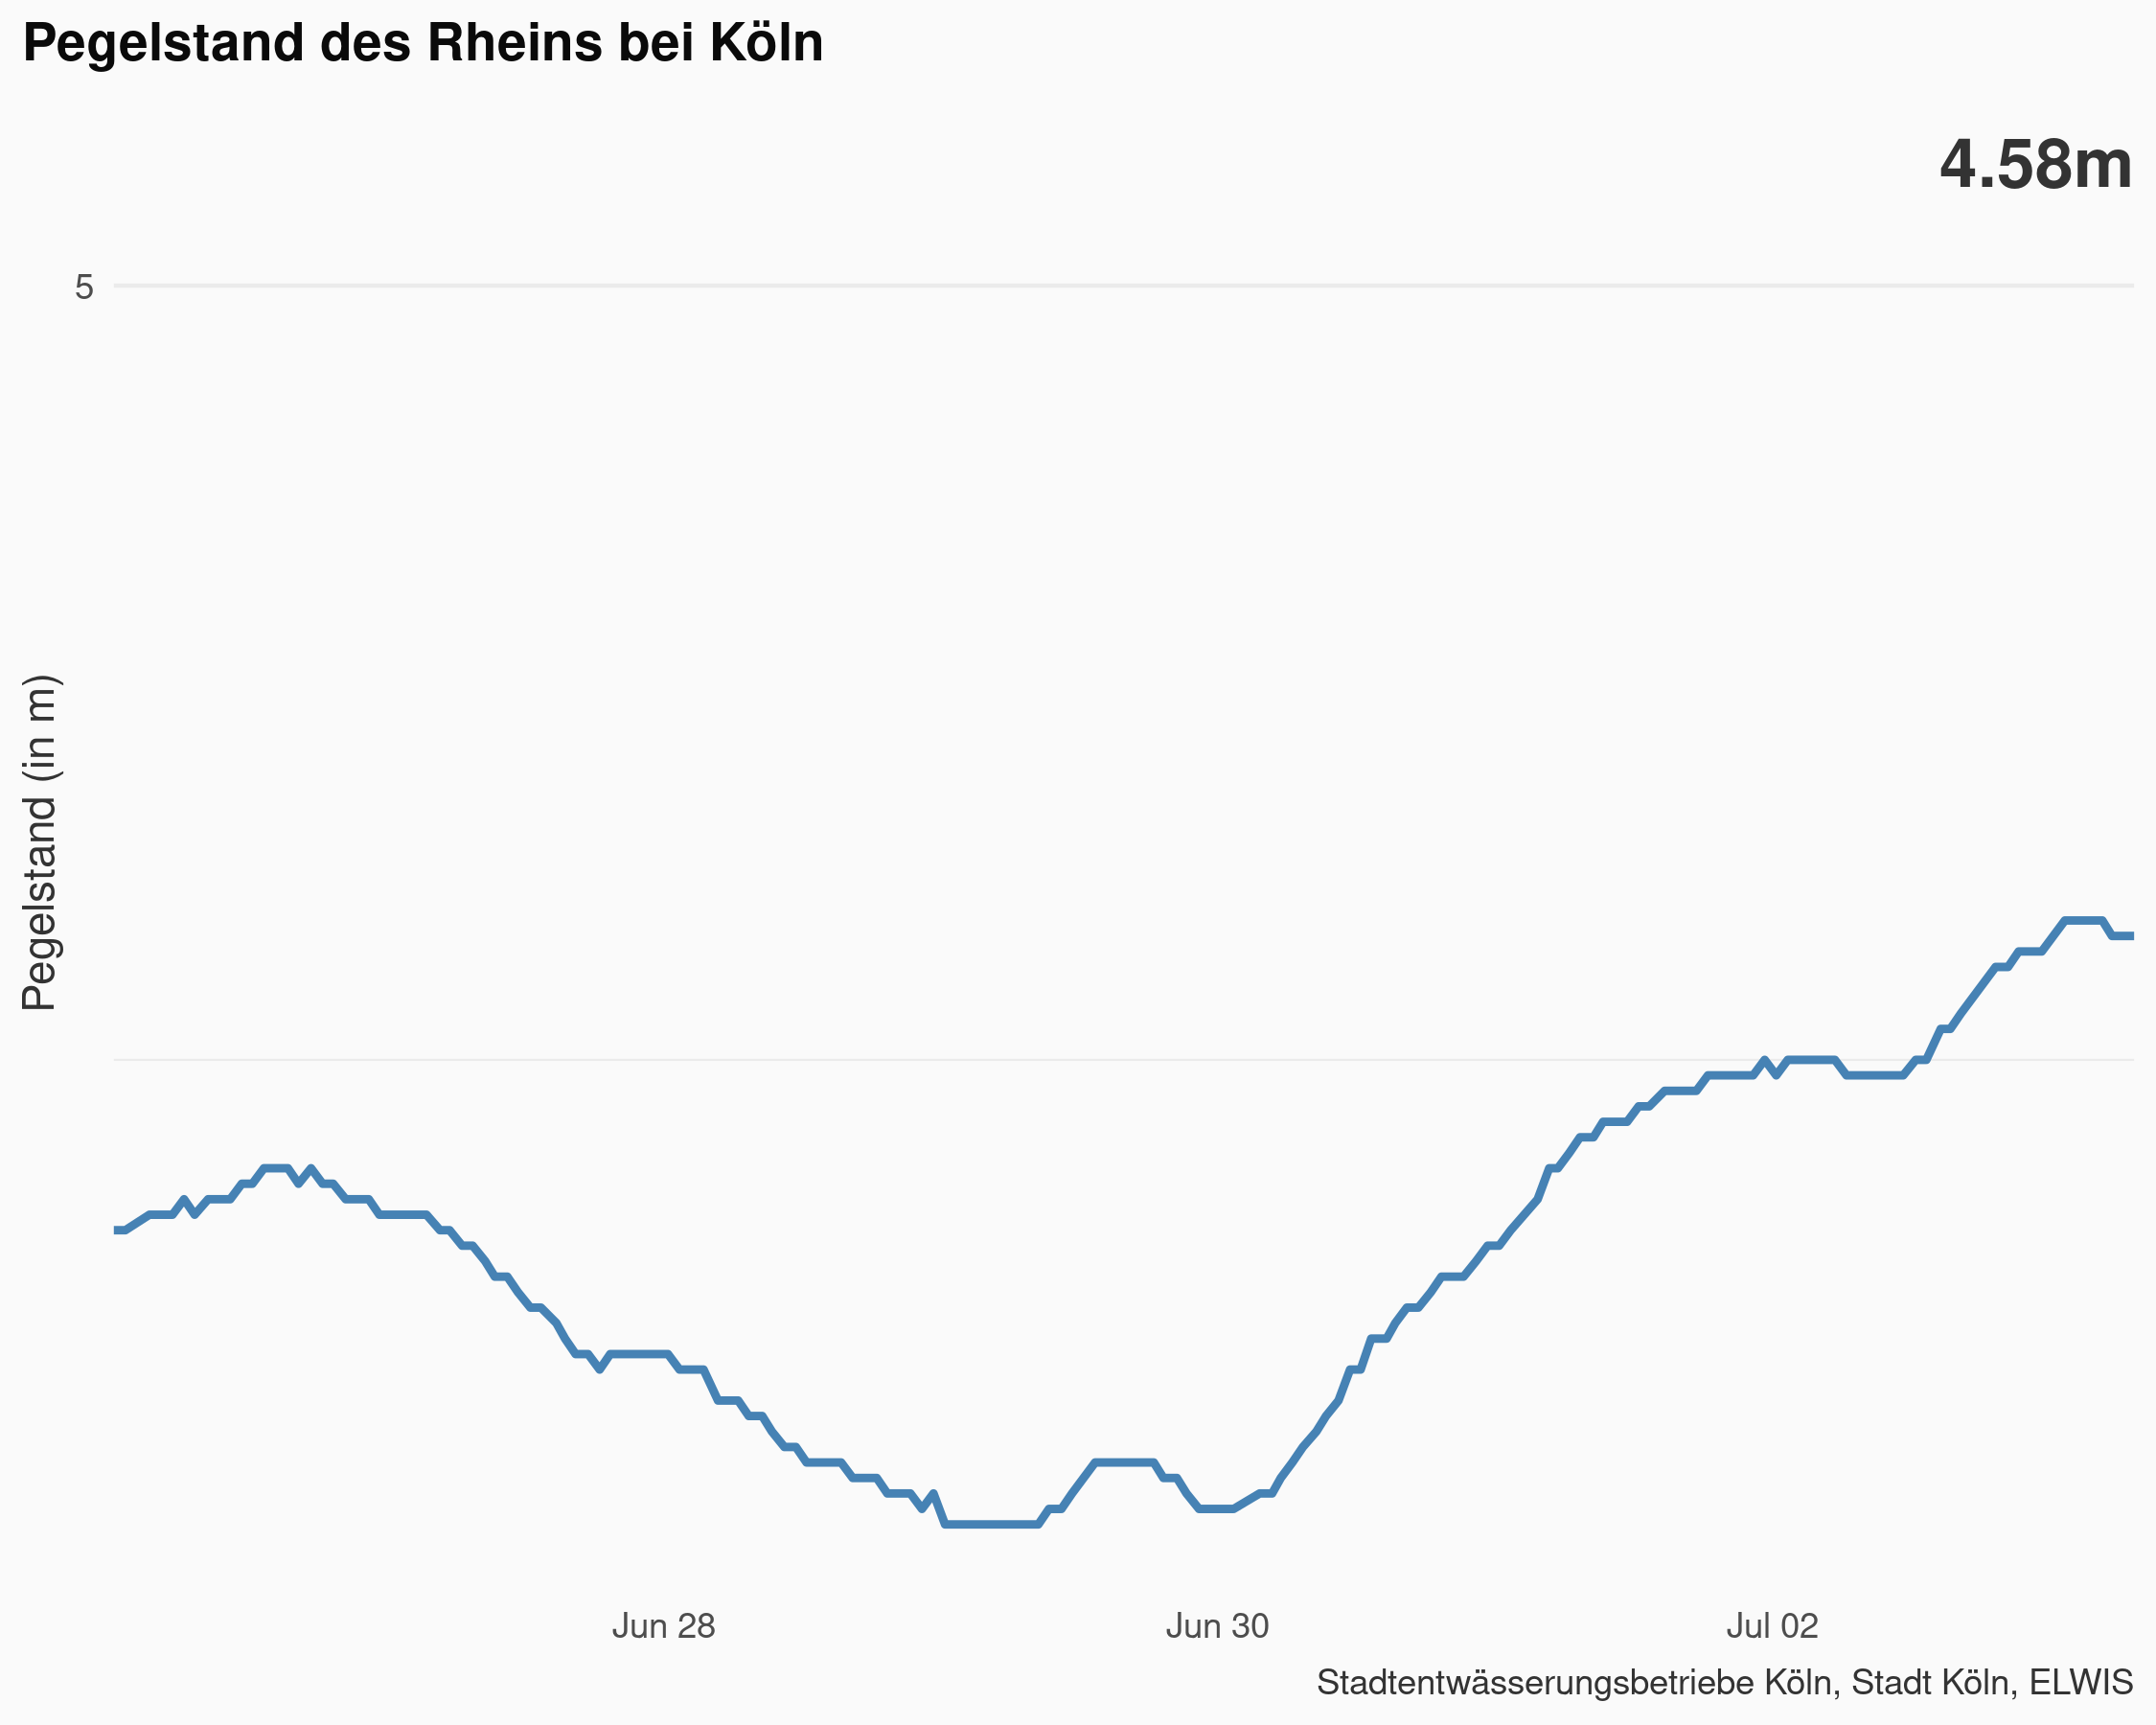 Pegelstand des Rheins bei Köln
4.58m
5
Pegelstand (in m)
Jun 28
Jun 30
Jul 02
Stadtentwässerungsbetriebe Köln, Stadt Köln, ELWIS